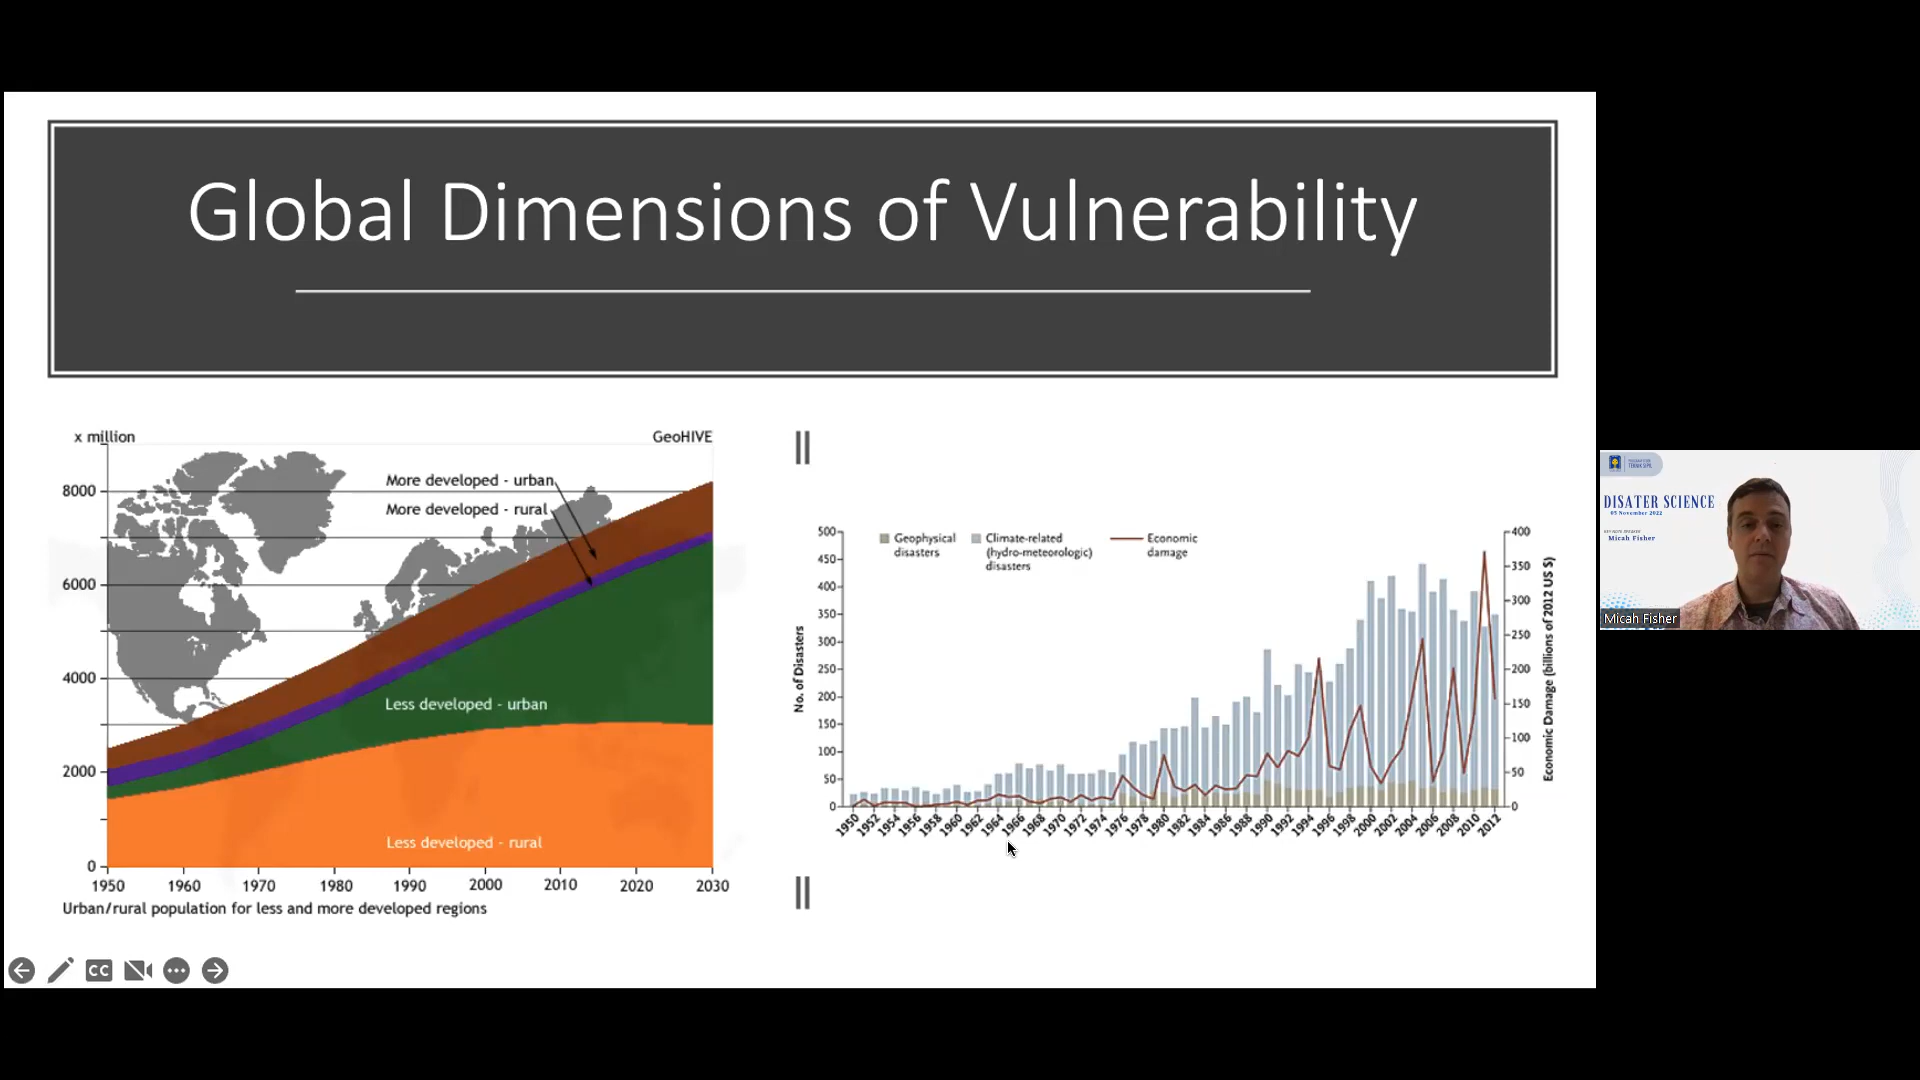 Global Dimensions of Vulnerability
x million
GeoHIVE
More developed - urban
More developed - rural
8000
6000
4000
2000
0
Less developed - urban
Less developed - rural
1950 1960 1970 1980 1990 2000 2010 2020 2030
Urban/rural population for less and more developed regions
Geophysical
disasters
Climate-related
(hydro-meteorologic)
disasters
Economic
damage
No. of Disasters
500
450
400
350
300
250
200
150
100
50
0
400
350
300
250
200
150
100
50
0
Economic Damage (billions of 2012 US $)
1950 1952 1954 1956 1958 1960 1962 1964 1966 1968 1970 1972 1974 1976 1978 1980 1982 1984 1986 1988 1990 1992 1994 1996 1998 2000 2002 2004 2006 2008 2010 2012
CC
TEKNIK SIPIL
DISATER SCIENCE
05 November 2022
Micah Fisher
Micah Fisher